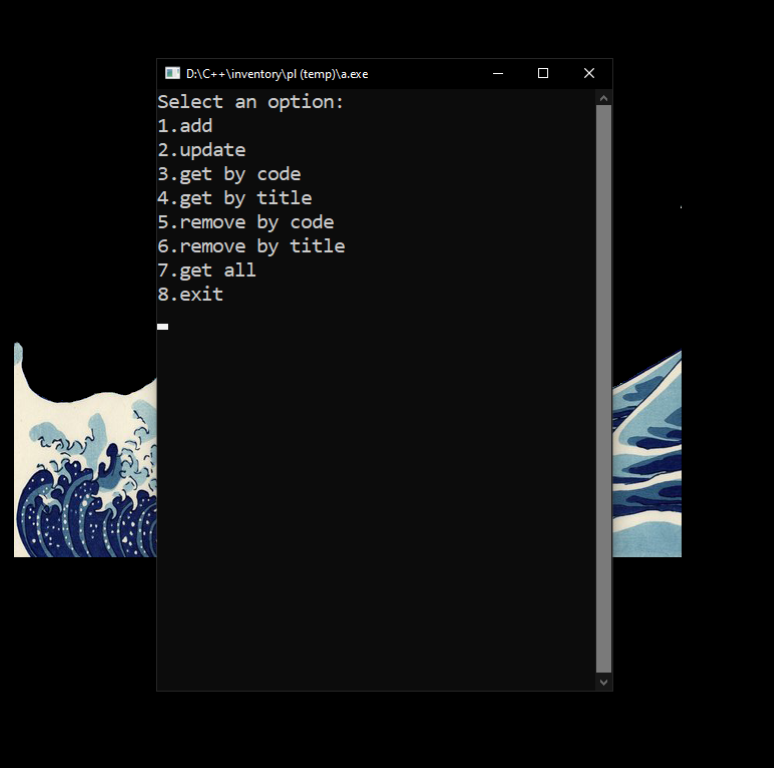 D:\C++\inventory\pl (temp)\a.exe
Select an option:
1.add
2.update
3.get by code
4.get by title
5.remove by code
6.remove by title
7.get all
8.exit